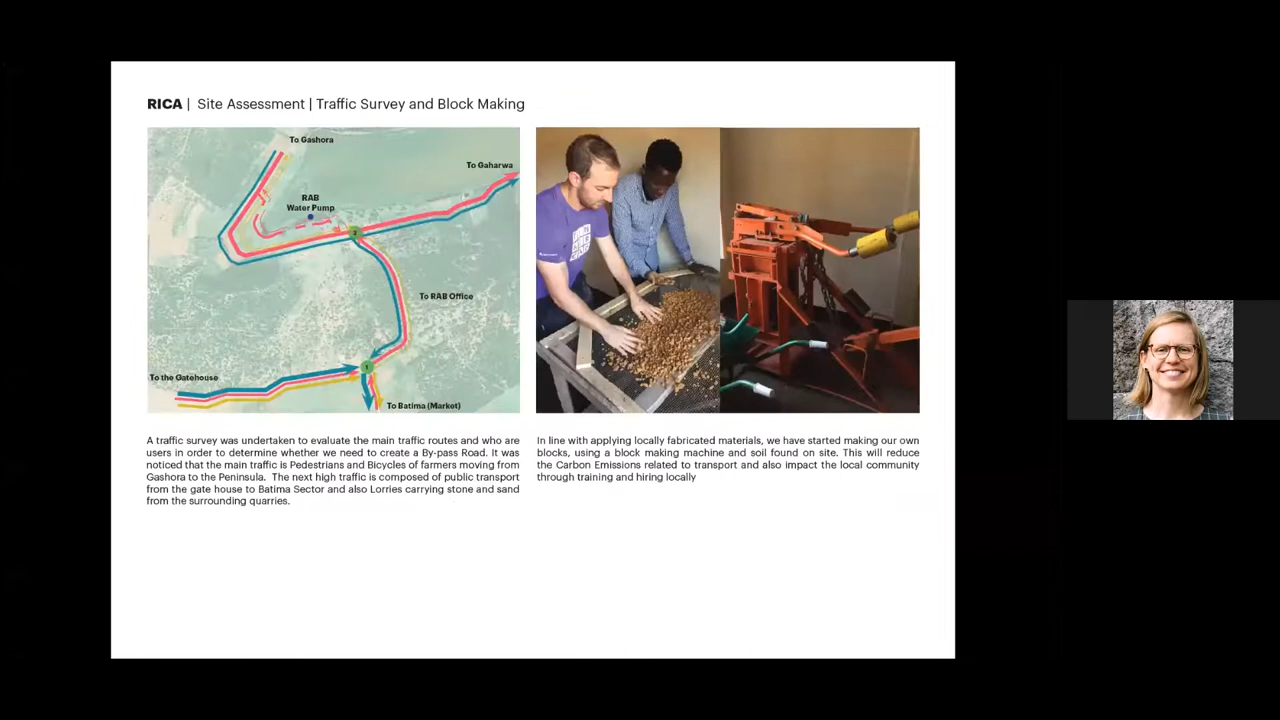 RICA | Site Assessment | Traffic Survey and Block Making
To Gashora
To Gaharwa
RAB
Water Pump
2
To RAB Office
1
To the Gatehouse
To Batima (Market)
A traffic survey was undertaken to evaluate the main traffic routes and who are
users in order to determine whether we need to create a By-pass Road. It was
noticed that the main traffic is Pedestrians and Bicycles of farmers moving from
Gashora to the Peninsula. The next high traffic is composed of public transport
from the gate house to Batima Sector and also Lorries carrying stone and sand
from the surrounding quarries.
In line with applying locally fabricated materials, we have started making our own
blocks, using a block making machine and soil found on site. This will reduce
the Carbon Emissions related to transport and also impact the local community
through training and hiring locally